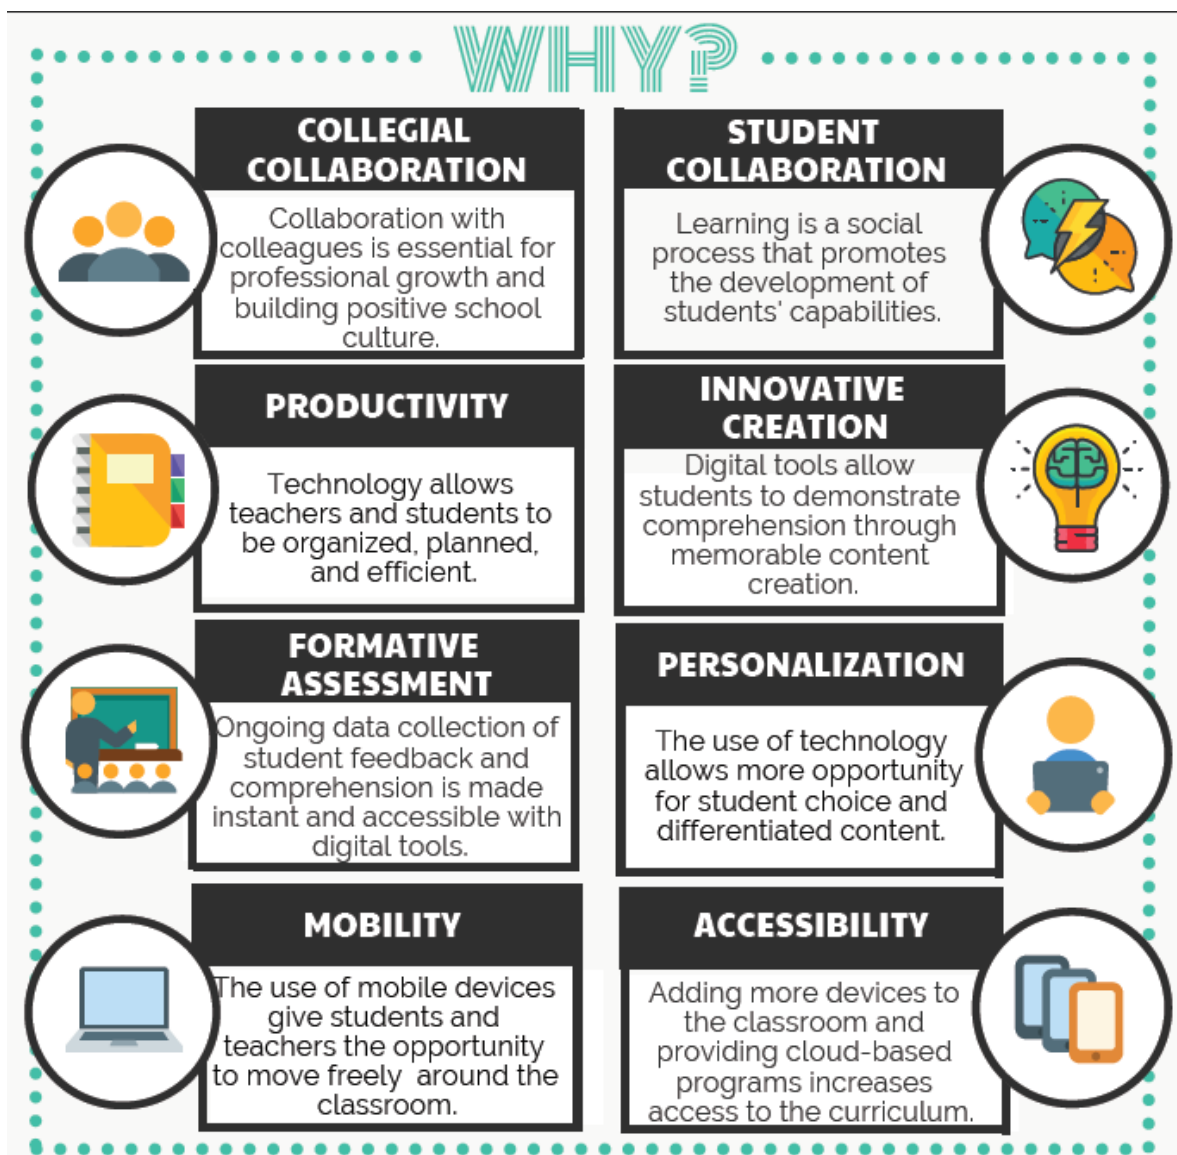 WHY?
COLLEGIAL
COLLABORATION
Collaboration with
colleagues is essential for
professional growth and
building positive school
culture.
STUDENT
COLLABORATION
Learning is a social
process that promotes
the development of
students' capabilities.
PRODUCTIVITY
Technology allows
teachers and students to
be organized, planned,
and efficient.
INNOVATIVE
CREATION
Digital tools allow
students to demonstrate
comprehension through
memorable content
creation.
FORMATIVE
ASSESSMENT
Ongoing data collection of
student feedback and
comprehension is made
instant and accessible with
digital tools.
PERSONALIZATION
The use of technology
allows more opportunity
for student choice and
differentiated content.
MOBILITY
The use of mobile devices
give students and
teachers the opportunity
to move freely around the
classroom.
ACCESSIBILITY
Adding more devices to
the classroom and
providing cloud-based
programs increases
access to the curriculum.